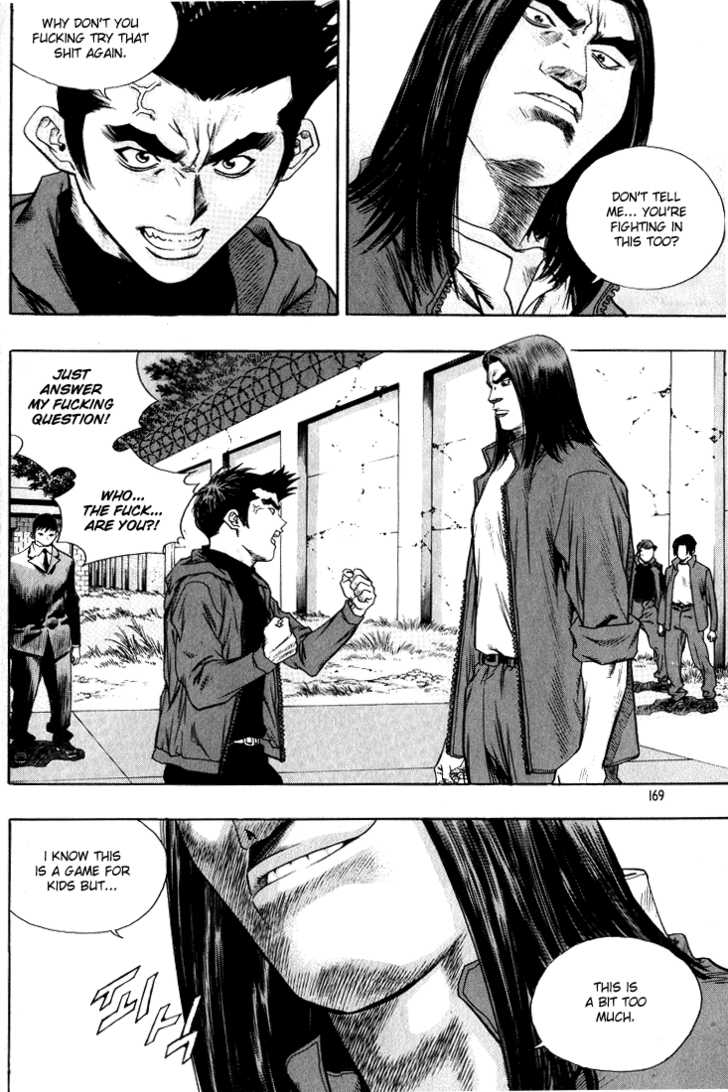 WHY DON'T YOU
FUCKING TRY THAT
SHIT AGAIN.
DON'T TELL
ME... YOU'RE
FIGHTING IN
THIS TOO?
JUST
ANSWER
MY FUCKING
QUESTION!
WHO...
THE FUCK...
ARE YOU?!
169
I KNOW THIS
IS A GAME FOR
KIDS BUT...
THIS IS
A BIT TOO
MUCH.